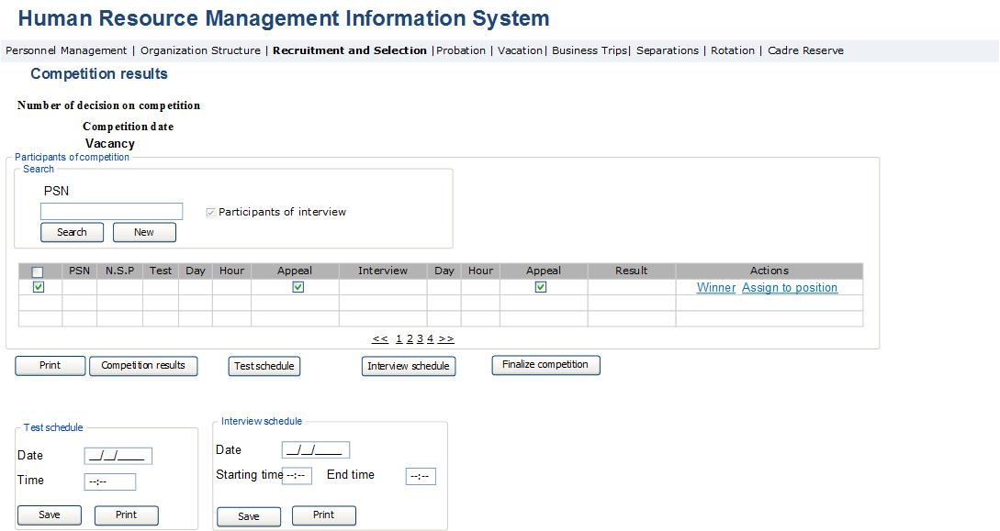 Human Resource Management Information System
Personnel Management | Organization Structure | Recruitment and Selection |Probation | Vacation| Business Trips| Separations | Rotation | Cadre Reserve
Competition results
Number of decision on competition
Competition date
Vacancy
Participants of competition
Search
PSN
Participants of interview
Search New
PSN N.S.P Test Day Hour Appeal Interview Day Hour Appeal Result Actions
Winner Assign to position
<< 1 2 3 4 >>
Print Competition results Test schedule Interview schedule Finalize competition
Test schedule
Date __/__/____
Time --:--
Save Print
Interview schedule
Date __/__/____
Starting time --:-- End time --:--
Save Print